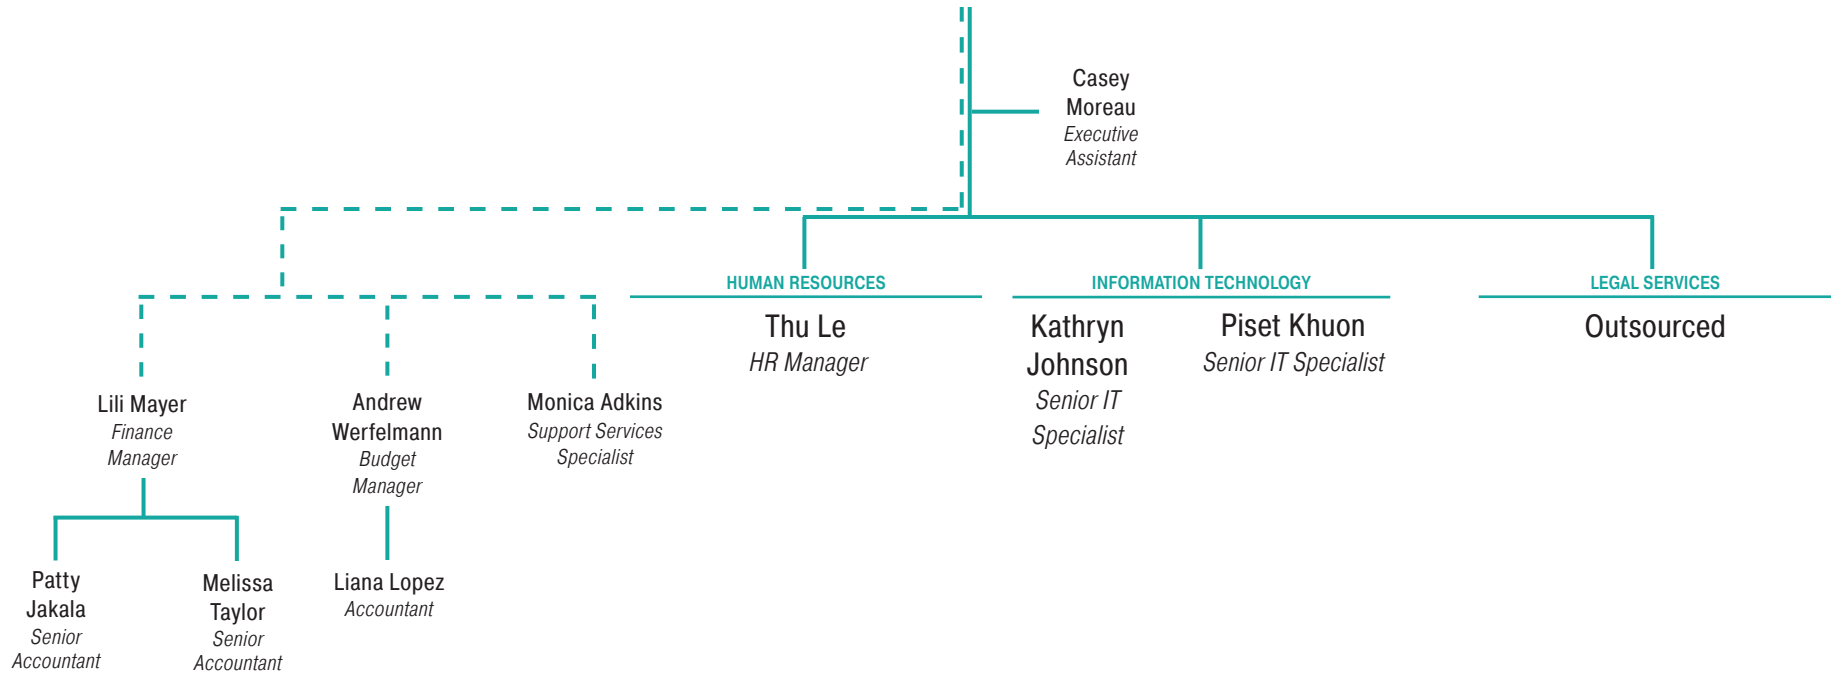 Casey
Moreau
Executive
Assistant
HUMAN RESOURCES
Thu Le
HR Manager
INFORMATION TECHNOLOGY
Kathryn
Johnson
Senior IT
Specialist
Piset Khuon
Senior IT Specialist
LEGAL SERVICES
Outsourced
Lili Mayer
Finance
Manager
Andrew
Werfelmann
Budget
Manager
Monica Adkins
Support Services
Specialist
Patty
Jakala
Senior
Accountant
Melissa
Taylor
Senior
Accountant
Liana Lopez
Accountant